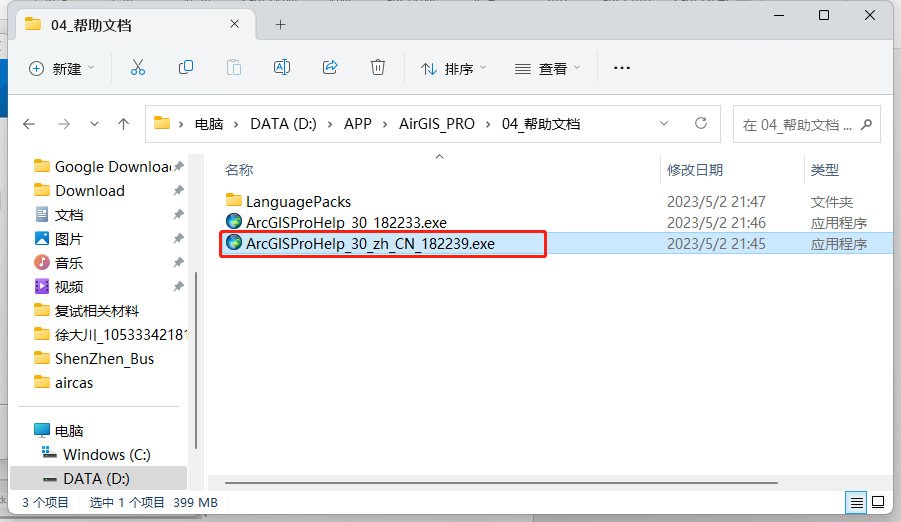 04_帮助文档
新建
排序
查看
电脑 DATA (D:) APP AirGIS_PRO 04_帮助文档
在 04_帮助文档 ...
名称 修改日期 类型
LanguagePacks 2023/5/2 21:47 文件夹
ArcGISProHelp_30_182233.exe 2023/5/2 21:46 应用程序
ArcGISProHelp_30_zh_CN_182239.exe 2023/5/2 21:45 应用程序
Google Download
Download
文档
图片
音乐
视频
复试相关材料
徐大川_10533342181
ShenZhen_Bus
aircas
电脑
Windows (C:)
DATA (D:)
3 个项目 选中 1 个项目 399 MB